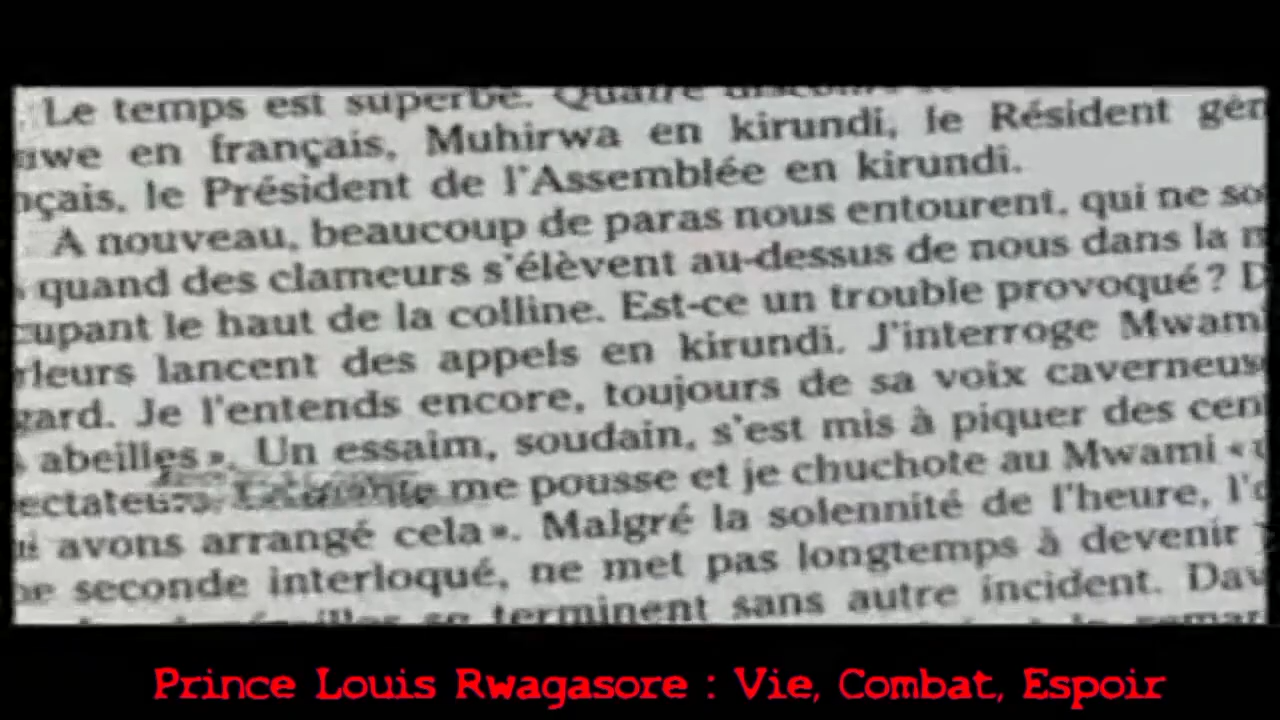 Le temps est superbe. Quatre
uwe en français, Muhirwa en kirundi, le Résident gén
nçais, le Président de l'Assemblée en kirundi.
A nouveau, beaucoup de paras nous entourent, qui ne so
quand des clameurs s'élèvent au-dessus de nous dans la
cupant le haut de la colline. Est-ce un trouble provoqué? D
rleurs lancent des appels en kirundi. J'interroge Mwami
gard. Je l'entends encore, toujours de sa voix caverneuse
abeilles». Un essaim, soudain, s'est mis à piquer des cen
ectateurs. me pousse et je chuchote au Mwami «
avons arrangé cela». Malgré la solennité de l'heure,
seconde interloqué, ne met pas longtemps à devenir
se terminent sans autre incident. Dav
Prince Louis Rwagasore : Vie, Combat, Espoir